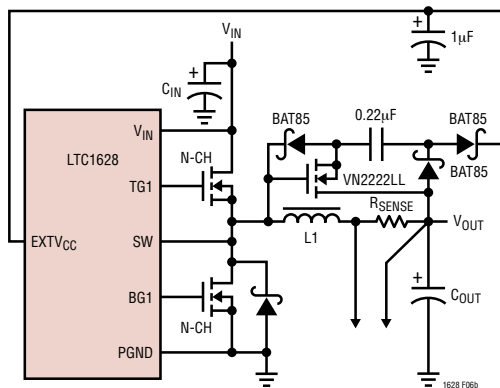 1µF
+
V_IN
+
C_IN
BAT85
0.22µF
BAT85
V_IN
LTC1628
N-CH
VN2222LL
BAT85
TG1
R_SENSE
V_OUT
L1
EXTV_CC
SW
+
C_OUT
BG1
N-CH
PGND
1628 F06b